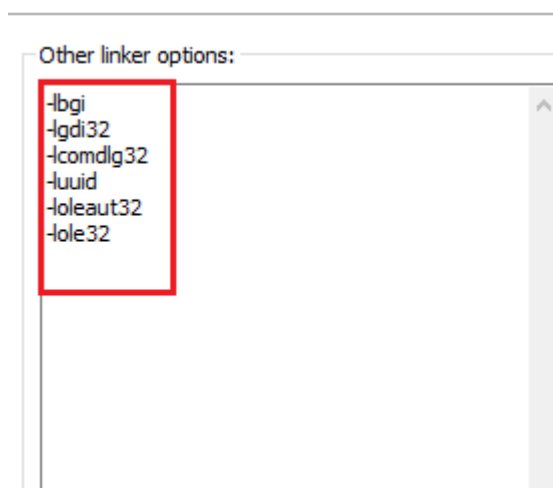 Other linker options:
-lbgi
-lgdi32
-lcomdlg32
-luuid
-loleaut32
-lole32